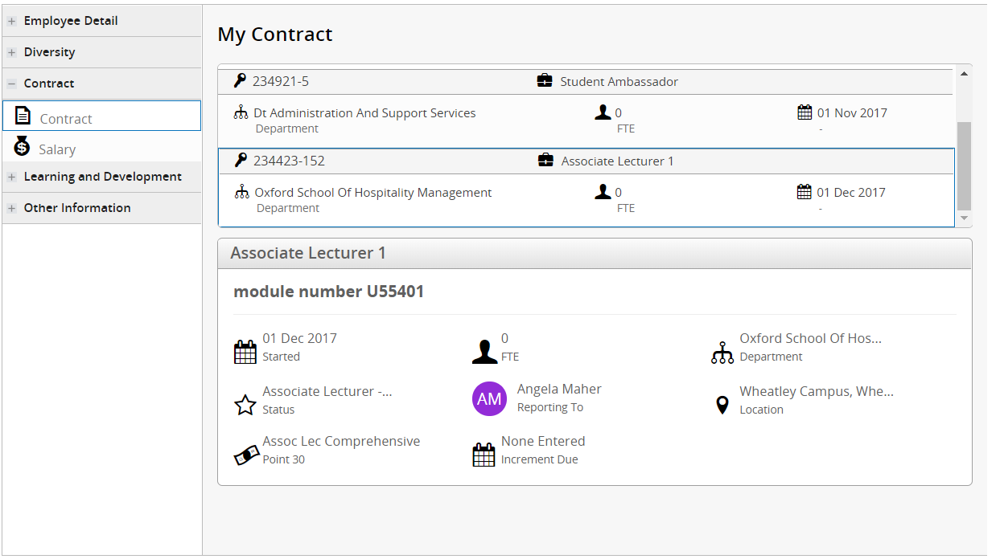 Employee Detail
Diversity
Contract
Contract
Salary
Learning and Development
Other Information
My Contract
234921-5 Student Ambassador
Dt Administration And Support Services 0 01 Nov 2017
Department FTE -
234423-152 Associate Lecturer 1
Oxford School Of Hospitality Management 0 01 Dec 2017
Department FTE -
Associate Lecturer 1
module number U55401
01 Dec 2017 0 Oxford School Of Hos...
Started FTE Department
Associate Lecturer -... AM Angela Maher Wheatley Campus, Whe...
Status Reporting To Location
Assoc Lec Comprehensive None Entered
Point 30 Increment Due